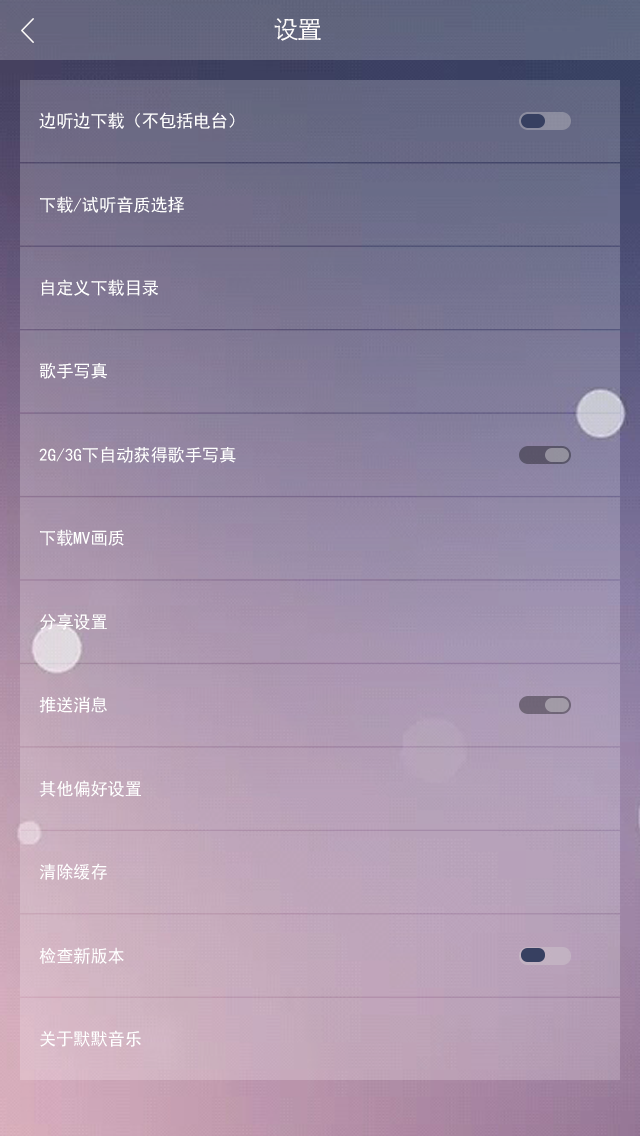 设置
边听边下载（不包括电台）
下载/试听音质选择
自定义下载目录
歌手写真
2G/3G下自动获得歌手写真
下载MV画质
分享设置
推送消息
其他偏好设置
清除缓存
检查新版本
关于默默音乐